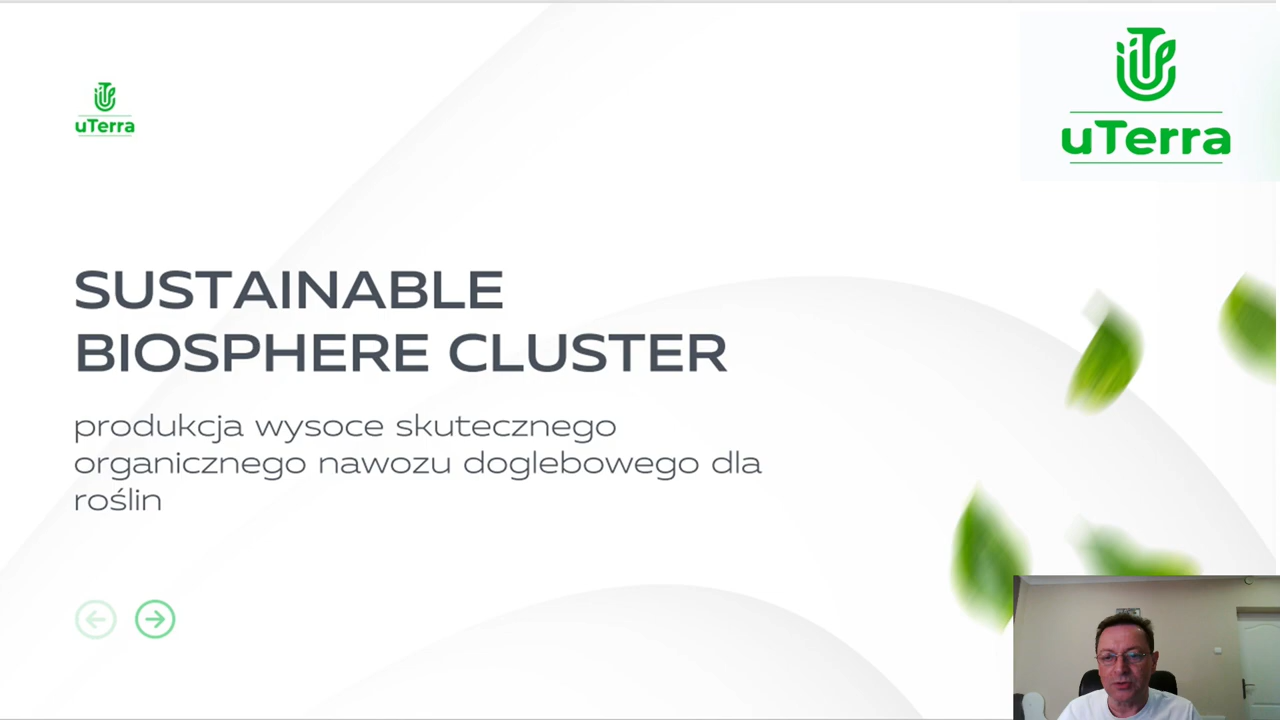 uTerra
uTerra
SUSTAINABLE
BIOSPHERE CLUSTER
produkcja wysoce skutecznego
organicznego nawozu doglebowego dla
roślin